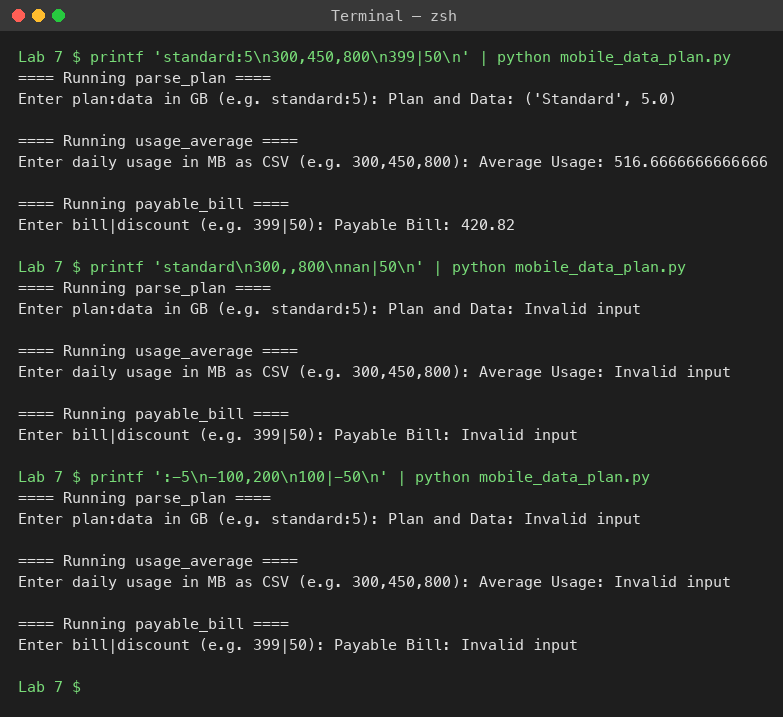 Terminal — zsh
Lab 7 $ printf 'standard:5\n300,450,800\n399|50\n' | python mobile_data_plan.py
==== Running parse_plan ====
Enter plan:data in GB (e.g. standard:5): Plan and Data: ('Standard', 5.0)
==== Running usage_average ====
Enter daily usage in MB as CSV (e.g. 300,450,800): Average Usage: 516.6666666666666
==== Running payable_bill ====
Enter bill|discount (e.g. 399|50): Payable Bill: 420.82
Lab 7 $ printf 'standard\n300,,800\nnan|50\n' | python mobile_data_plan.py
==== Running parse_plan ====
Enter plan:data in GB (e.g. standard:5): Plan and Data: Invalid input
==== Running usage_average ====
Enter daily usage in MB as CSV (e.g. 300,450,800): Average Usage: Invalid input
==== Running payable_bill ====
Enter bill|discount (e.g. 399|50): Payable Bill: Invalid input
Lab 7 $ printf ':-5\n-100,200\n100|-50\n' | python mobile_data_plan.py
==== Running parse_plan ====
Enter plan:data in GB (e.g. standard:5): Plan and Data: Invalid input
==== Running usage_average ====
Enter daily usage in MB as CSV (e.g. 300,450,800): Average Usage: Invalid input
==== Running payable_bill ====
Enter bill|discount (e.g. 399|50): Payable Bill: Invalid input
Lab 7 $